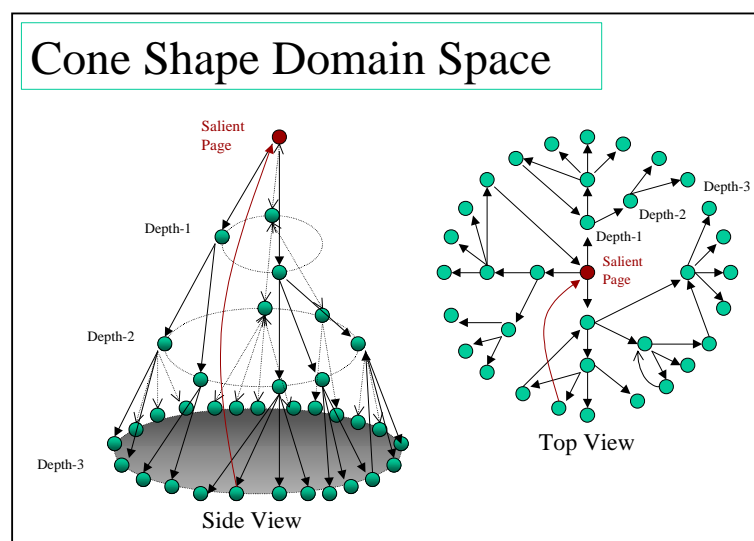 Cone Shape Domain Space
Salient
Page
Depth-1
Depth-2
Depth-3
Side View
Depth-3
Depth-2
Depth-1
Salient
Page
Top View